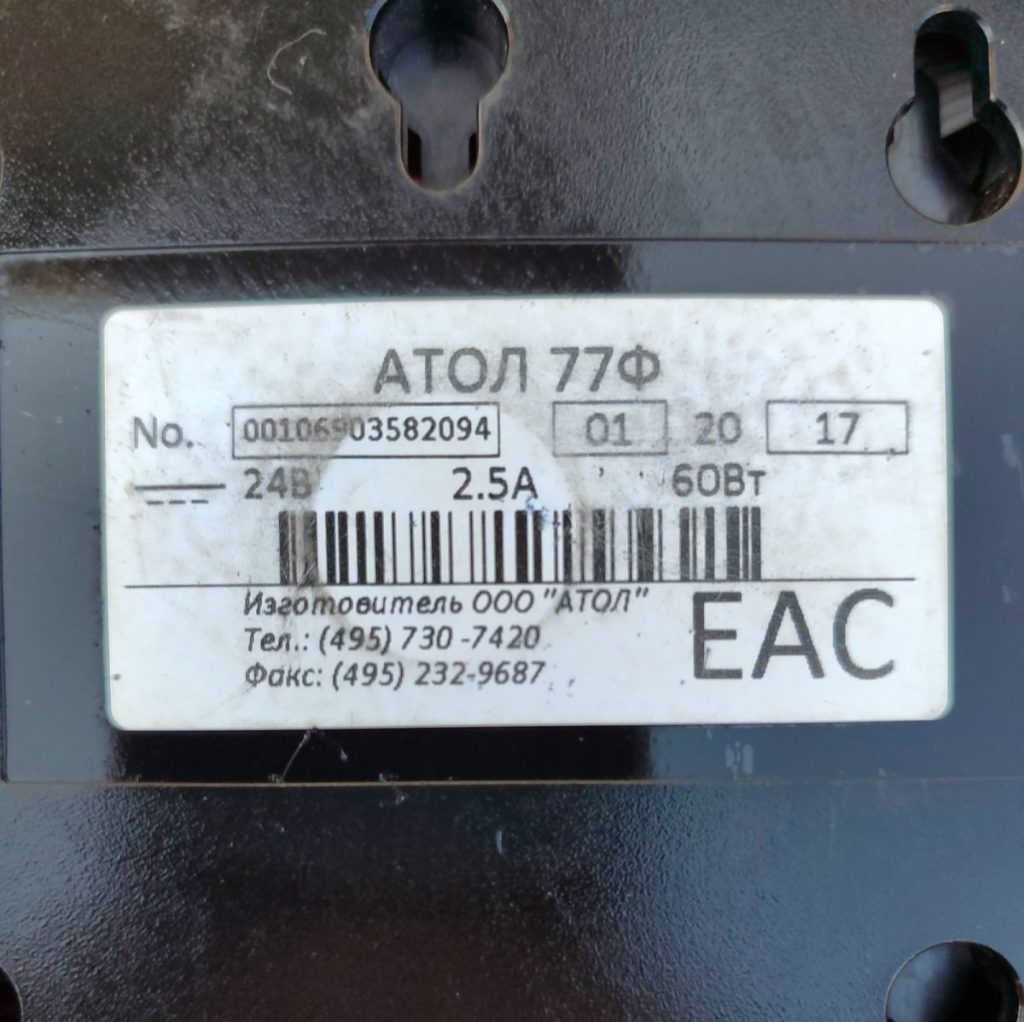 АТОЛ 77Ф
No. 00106903582094 01 20 17
24В 2.5А 60Вт
Изготовитель ООО "АТОЛ"
Тел.: (495) 730 -7420
Факс: (495) 232-9687
EAC